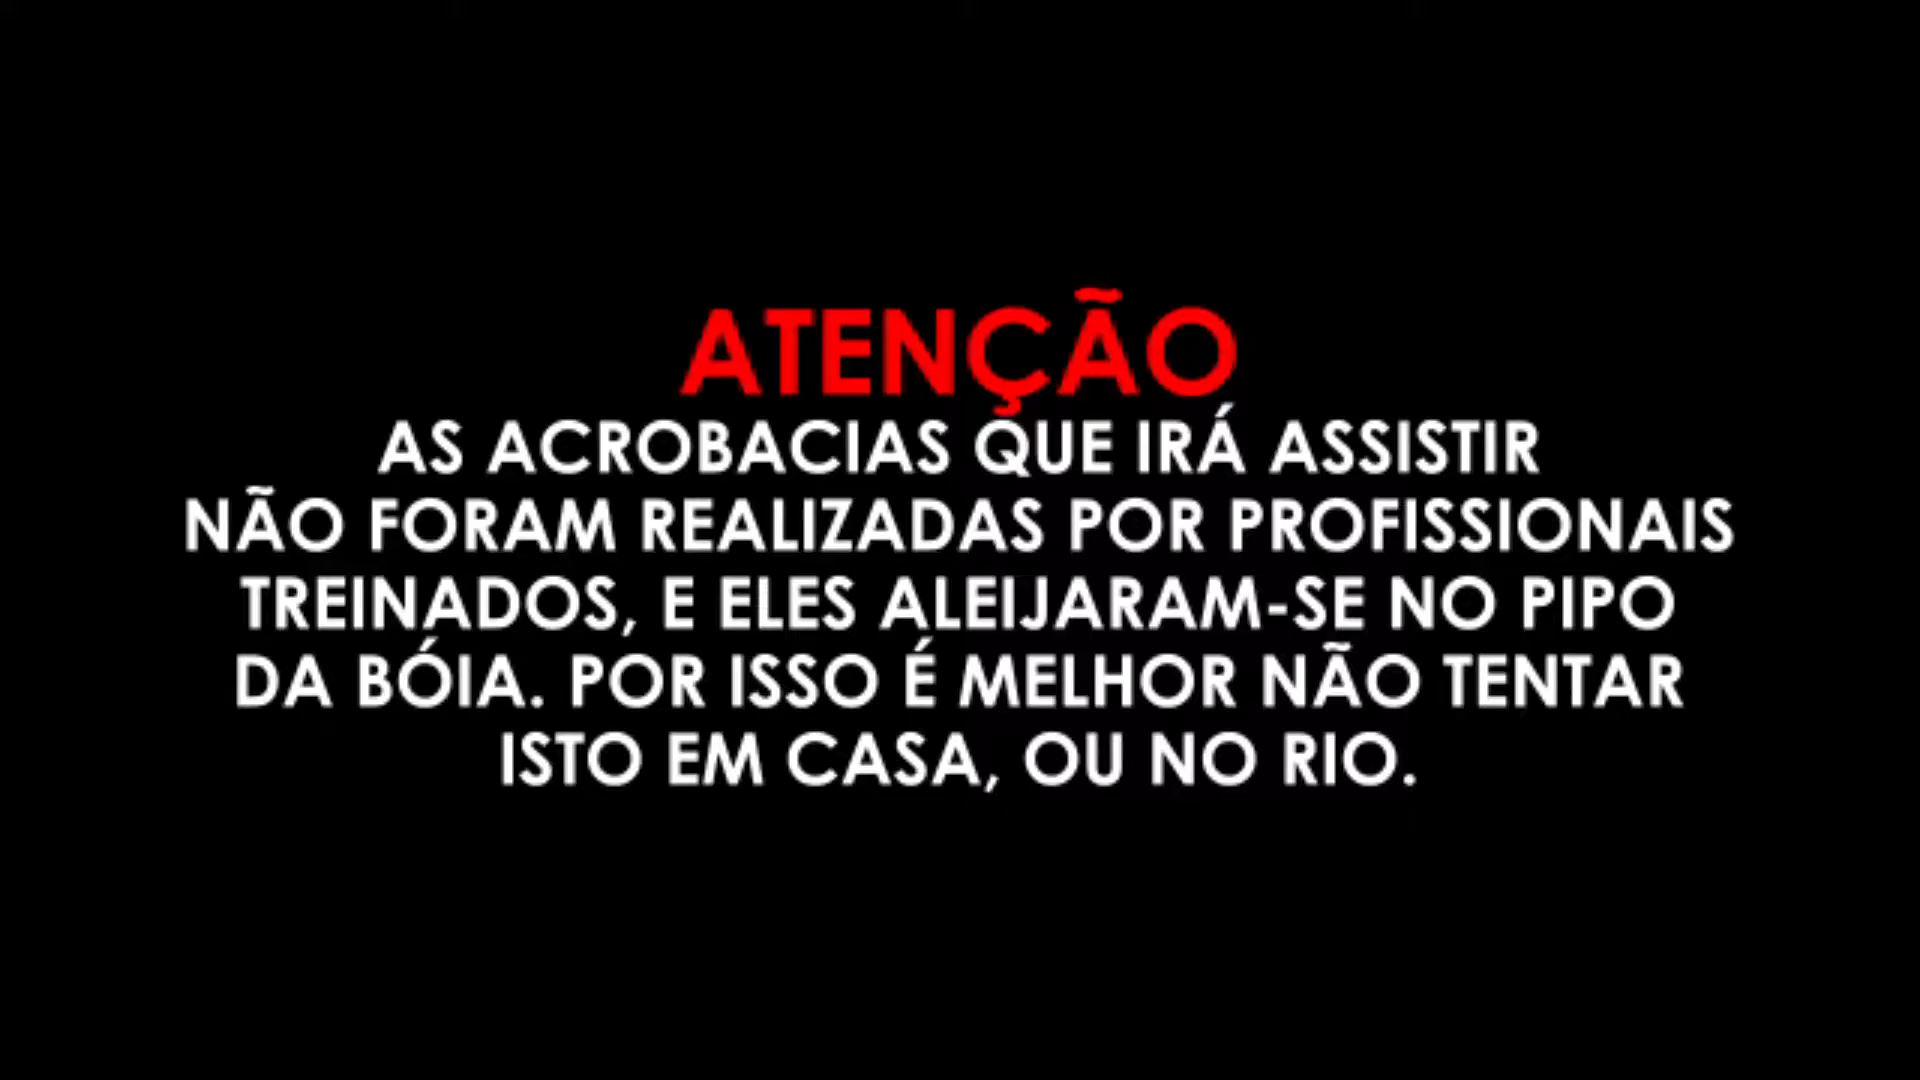 ATENÇÃO
AS ACROBACIAS QUE IRÁ ASSISTIR
NÃO FORAM REALIZADAS POR PROFISSIONAIS
TREINADOS, E ELES ALEIJARAM-SE NO PIPO
DA BÓIA. POR ISSO É MELHOR NÃO TENTAR
ISTO EM CASA, OU NO RIO.